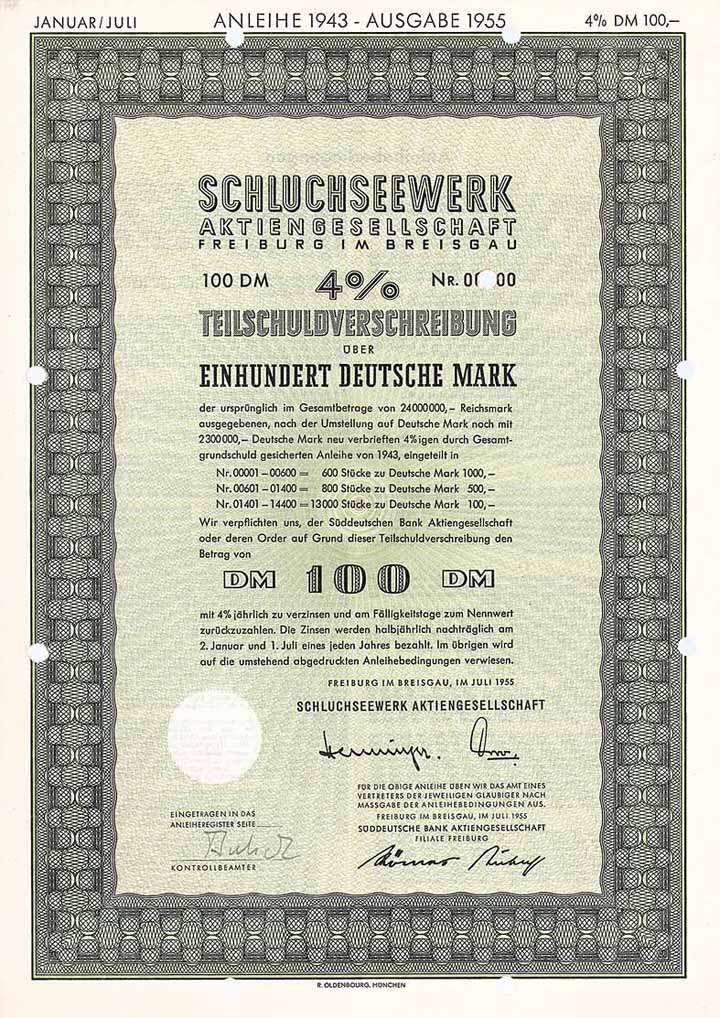 JANUAR/JULI ANLEIHE 1943 - AUSGABE 1955 4% DM 100,—
SCHLUCHSEEWERK
AKTIENGESELLSCHAFT
FREIBURG IM BREISGAU
100 DM 4% NR. 00000
TEILSCHULDVERSCHREIBUNG
ÜBER
EINHUNDERT DEUTSCHE MARK
der ursprünglich im Gesamtbetrage von 24000000,– Reichsmark
ausgegebenen, nach der Umstellung auf Deutsche Mark noch mit
2300000,– Deutsche Mark neu verbrieften 4%igen durch Gesamt-
grundschuld gesicherten Anleihe von 1943, eingeteilt in
Nr. 00001 – 00600 = 600 Stücke zu Deutsche Mark 1000,–
Nr. 00601 – 01400 = 800 Stücke zu Deutsche Mark 500,–
Nr. 01401 – 14400 = 13000 Stücke zu Deutsche Mark 100,–
Wir verpflichten uns, der Süddeutschen Bank Aktiengesellschaft
oder deren Order auf Grund dieser Teilschuldverschreibung den
Betrag von
DM 100 DM
mit 4% jährlich zu verzinsen und am Fälligkeitstage zum Nennwert
zurückzuzahlen. Die Zinsen werden halbjährlich nachträglich am
2. Januar und 1. Juli eines jeden Jahres bezahlt. Im übrigen wird
auf die umstehend abgedruckten Anleihebedingungen verwiesen.
FREIBURG IM BREISGAU, IM JULI 1955
SCHLUCHSEEWERK AKTIENGESELLSCHAFT
FÜR DIE OBIGE ANLEIHE ÜBEN WIR DAS AMT EINES
VERTRETERS DER JEWEILIGEN GLÄUBIGER NACH
MASSGABE DER ANLEIHEBEDINGUNGEN AUS.
FREIBURG IM BREISGAU, IM JULI 1955
SÜDDEUTSCHE BANK AKTIENGESELLSCHAFT
FILIALE FREIBURG
EINGETRAGEN IN DAS
ANLEIHEREGISTER SEITE
KONTROLLBEAMTER
R. OLDENBOURG, MÜNCHEN